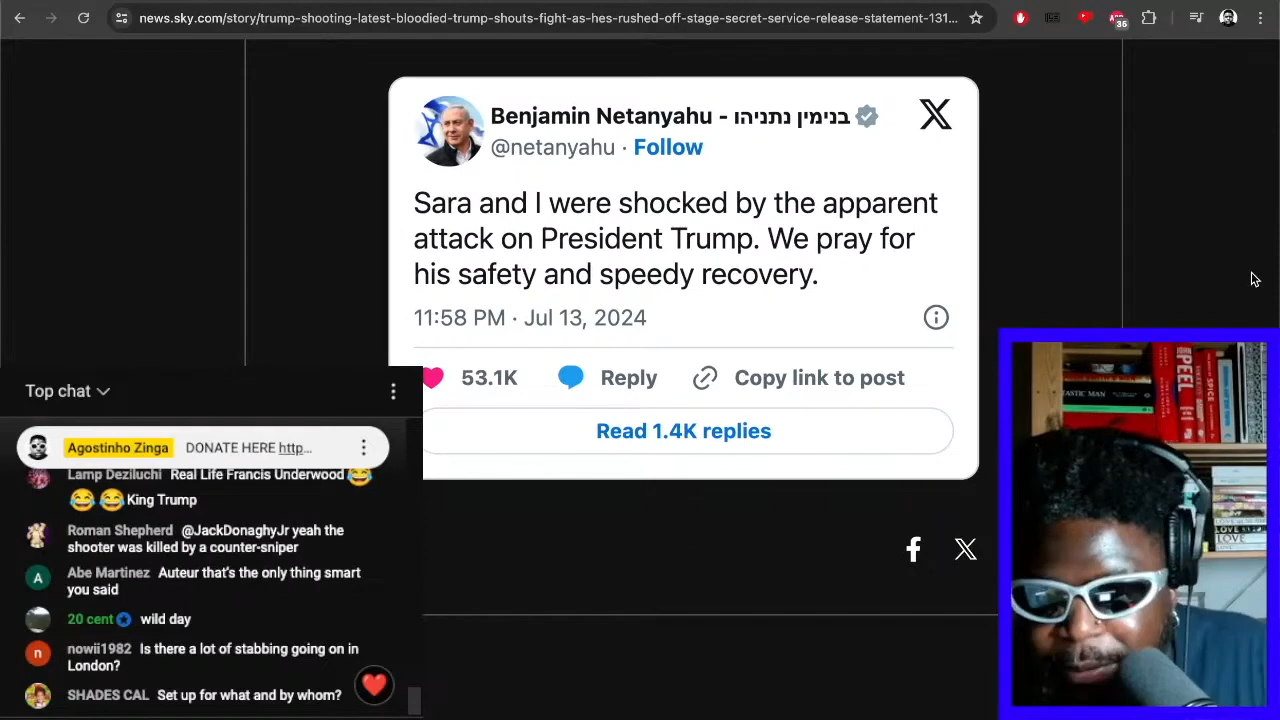 news.sky.com/story/trump-shooting-latest-bloodied-trump-shouts-fight-as-hes-rushed-off-stage-secret-service-release-statement-131...
35
Benjamin Netanyahu - בנימין נתניהו
@netanyahu · Follow
Sara and I were shocked by the apparent
attack on President Trump. We pray for
his safety and speedy recovery.
11:58 PM · Jul 13, 2024
53.1K Reply Copy link to post
Read 1.4K replies
Top chat
Agostinho Zinga DONATE HERE http...
Lamp Deziluchi Real Life Francis Underwood 😂
😂😂King Trump
Roman Shepherd @JackDonaghyJr yeah the
shooter was killed by a counter-sniper
A
Abe Martinez Auteur that's the only thing smart
you said
20 cent wild day
n
nowii1982 Is there a lot of stabbing going on in
London?
SHADES CAL Set up for what and by whom?
PEEL
SPICE
LOVE